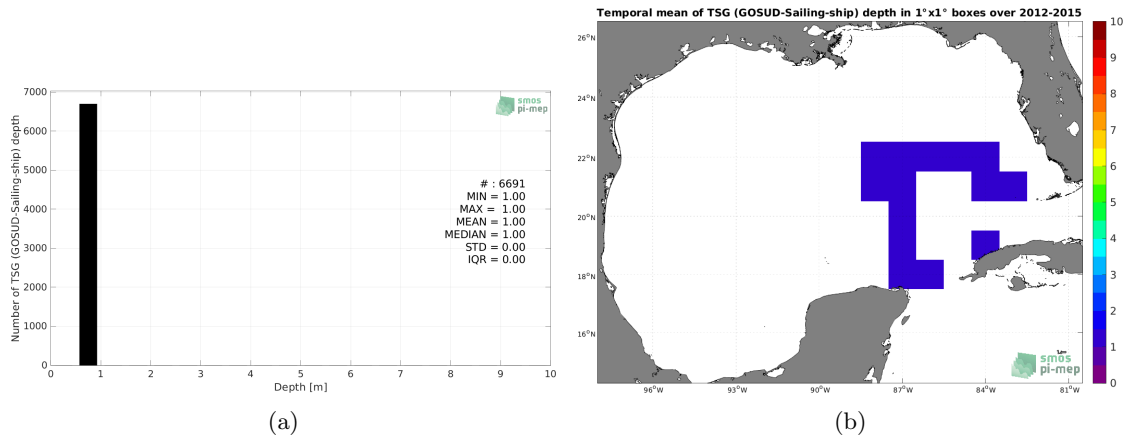 7000
6000
5000
4000
3000
2000
1000
0
Number of TSG (GOSUD-Sailing-ship) depth
smos
pi-mep
# : 6691
MIN = 1.00
MAX = 1.00
MEAN = 1.00
MEDIAN = 1.00
STD = 0.00
IQR = 0.00
0 1 2 3 4 5 6 7 8 9 10
Depth [m]
(a)
Temporal mean of TSG (GOSUD-Sailing-ship) depth in 1°x1° boxes over 2012-2015
26°N
24°N
22°N
20°N
18°N
16°N
96°W 93°W 90°W 87°W 84°W 81°W
smos
pi-mep
10
9
8
7
6
5
4
3
2
1
0
(b)